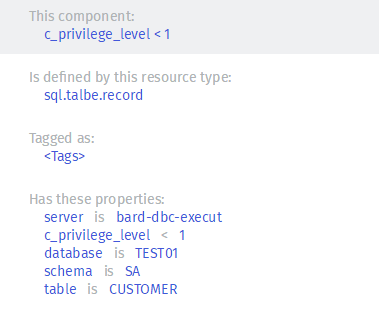 This component:
c_privilege_level < 1
Is defined by this resource type:
sql.talbe.record
Tagged as:
<Tags>
Has these properties:
server is bard-dbc-execut
c_privilege_level < 1
database is TEST01
schema is SA
table is CUSTOMER